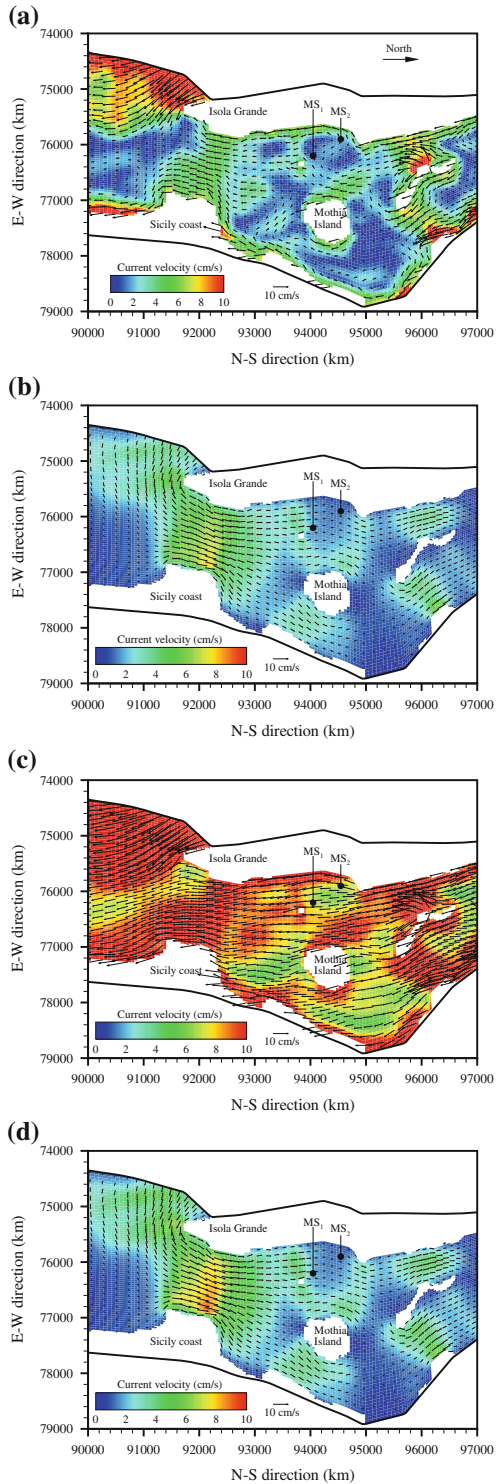 (a)
74000
75000
76000
77000
78000
79000
E-W direction (km)
North
Isola Grande
MS1
MS2
Mothia
Island
Sicily coast
Current velocity (cm/s)
0 2 4 6 8 10
10 cm/s
90000 91000 92000 93000 94000 95000 96000 97000
N-S direction (km)
(b)
74000
75000
76000
77000
78000
79000
E-W direction (km)
Isola Grande
MS1
MS2
Mothia
Island
Sicily coast
Current velocity (cm/s)
0 2 4 6 8 10
10 cm/s
90000 91000 92000 93000 94000 95000 96000 97000
N-S direction (km)
(c)
74000
75000
76000
77000
78000
79000
E-W direction (km)
Isola Grande
MS1
MS2
Mothia
Island
Sicily coast
Current velocity (cm/s)
0 2 4 6 8 10
10 cm/s
90000 91000 92000 93000 94000 95000 96000 97000
N-S direction (km)
(d)
74000
75000
76000
77000
78000
79000
E-W direction (km)
Isola Grande
MS1
MS2
Mothia
Island
Sicily coast
Current velocity (cm/s)
0 2 4 6 8 10
10 cm/s
90000 91000 92000 93000 94000 95000 96000 97000
N-S direction (km)